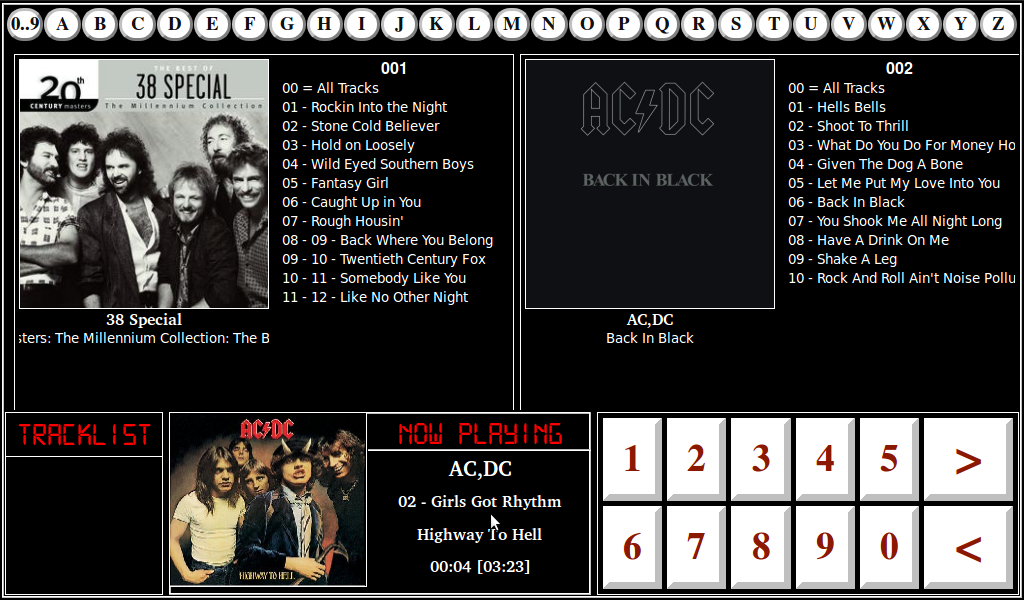 0..9 A B C D E F G H I J K L M N O P Q R S T U V W X Y Z
THE BEST OF
20th
CENTURY masters
38 SPECIAL
The Millennium Collection
001
00 = All Tracks
01 - Rockin Into the Night
02 - Stone Cold Believer
03 - Hold on Loosely
04 - Wild Eyed Southern Boys
05 - Fantasy Girl
06 - Caught Up in You
07 - Rough Housin'
08 - 09 - Back Where You Belong
09 - 10 - Twentieth Century Fox
10 - 11 - Somebody Like You
11 - 12 - Like No Other Night
38 Special
sters: The Millennium Collection: The B
AC/DC
BACK IN BLACK
002
00 = All Tracks
01 - Hells Bells
02 - Shoot To Thrill
03 - What Do You Do For Money Ho
04 - Given The Dog A Bone
05 - Let Me Put My Love Into You
06 - Back In Black
07 - You Shook Me All Night Long
08 - Have A Drink On Me
09 - Shake A Leg
10 - Rock And Roll Ain't Noise Pollu
AC,DC
Back In Black
TRACKLIST
AC/DC
HIGHWAY TO HELL
NOW PLAYING
AC,DC
02 - Girls Got Rhythm
Highway To Hell
00:04 [03:23]
1 2 3 4 5 >
6 7 8 9 0 <